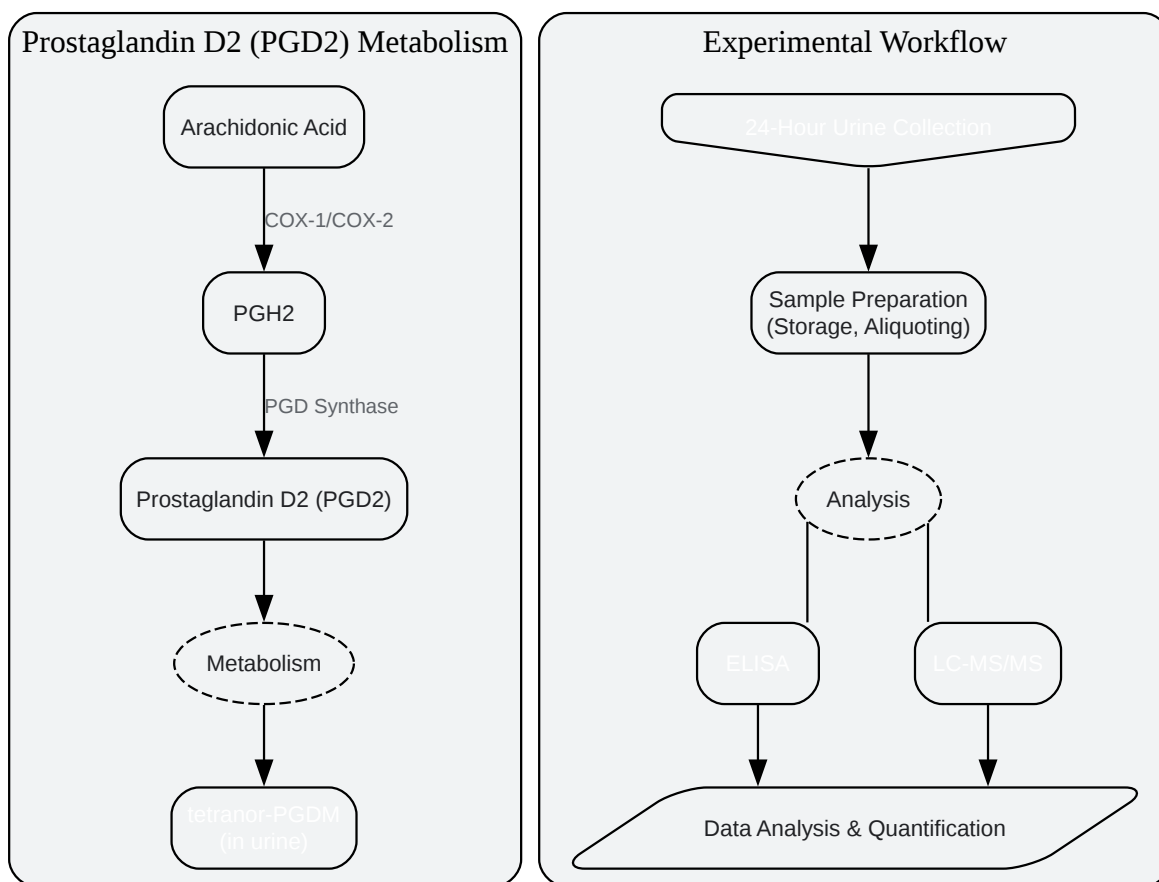 Prostaglandin D2 (PGD2) Metabolism
Arachidonic Acid
COX-1/COX-2
PGH2
PGD Synthase
Prostaglandin D2 (PGD2)
Metabolism
tetranor-PGDM
(in urine)
Experimental Workflow
24-Hour Urine Collection
Sample Preparation
(Storage, Aliquoting)
Analysis
ELISA
LC-MS/MS
Data Analysis & Quantification